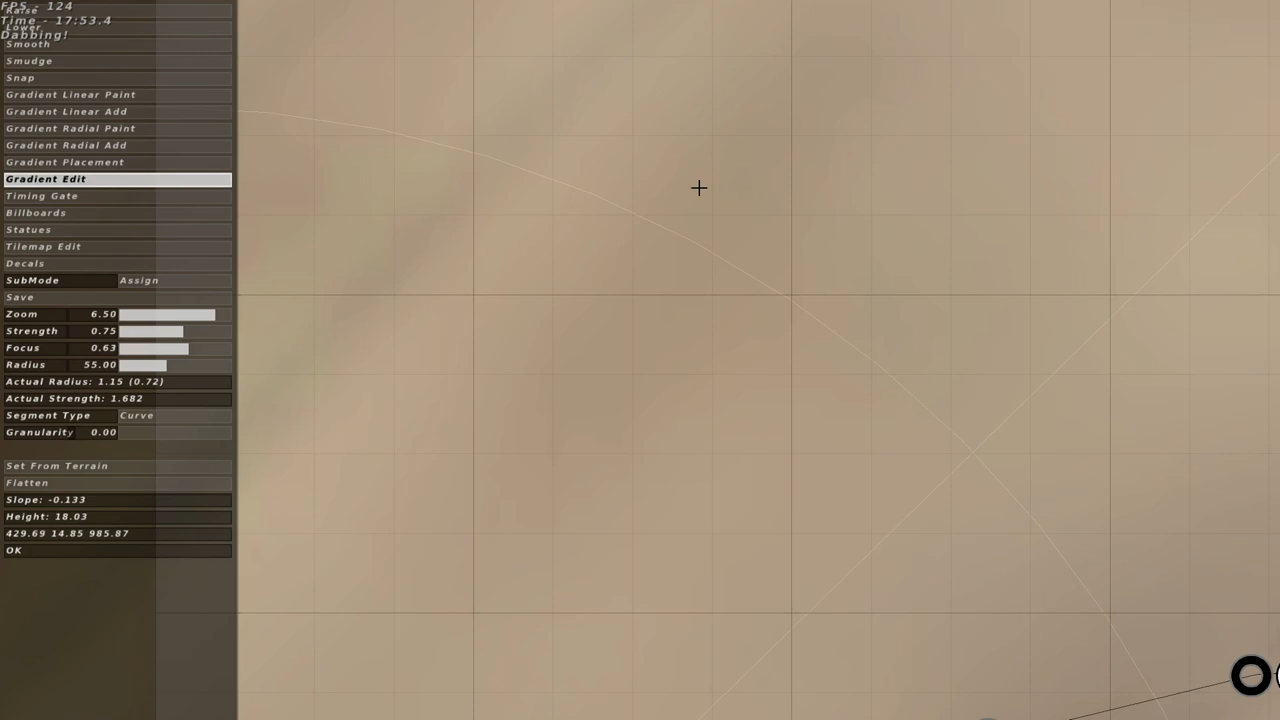 FPS - 124
Raise
Time - 17:53.4
Lower
Dabbing!
Smooth
Smudge
Snap
Gradient Linear Paint
Gradient Linear Add
Gradient Radial Paint
Gradient Radial Add
Gradient Placement
Gradient Edit
Timing Gate
Billboards
Statues
Tilemap Edit
Decals
SubMode Assign
Save
Zoom 6.50
Strength 0.75
Focus 0.63
Radius 55.00
Actual Radius: 1.15 (0.72)
Actual Strength: 1.682
Segment Type Curve
Granularity 0.00
Set From Terrain
Flatten
Slope: -0.133
Height: 18.03
429.69 14.85 985.87
OK